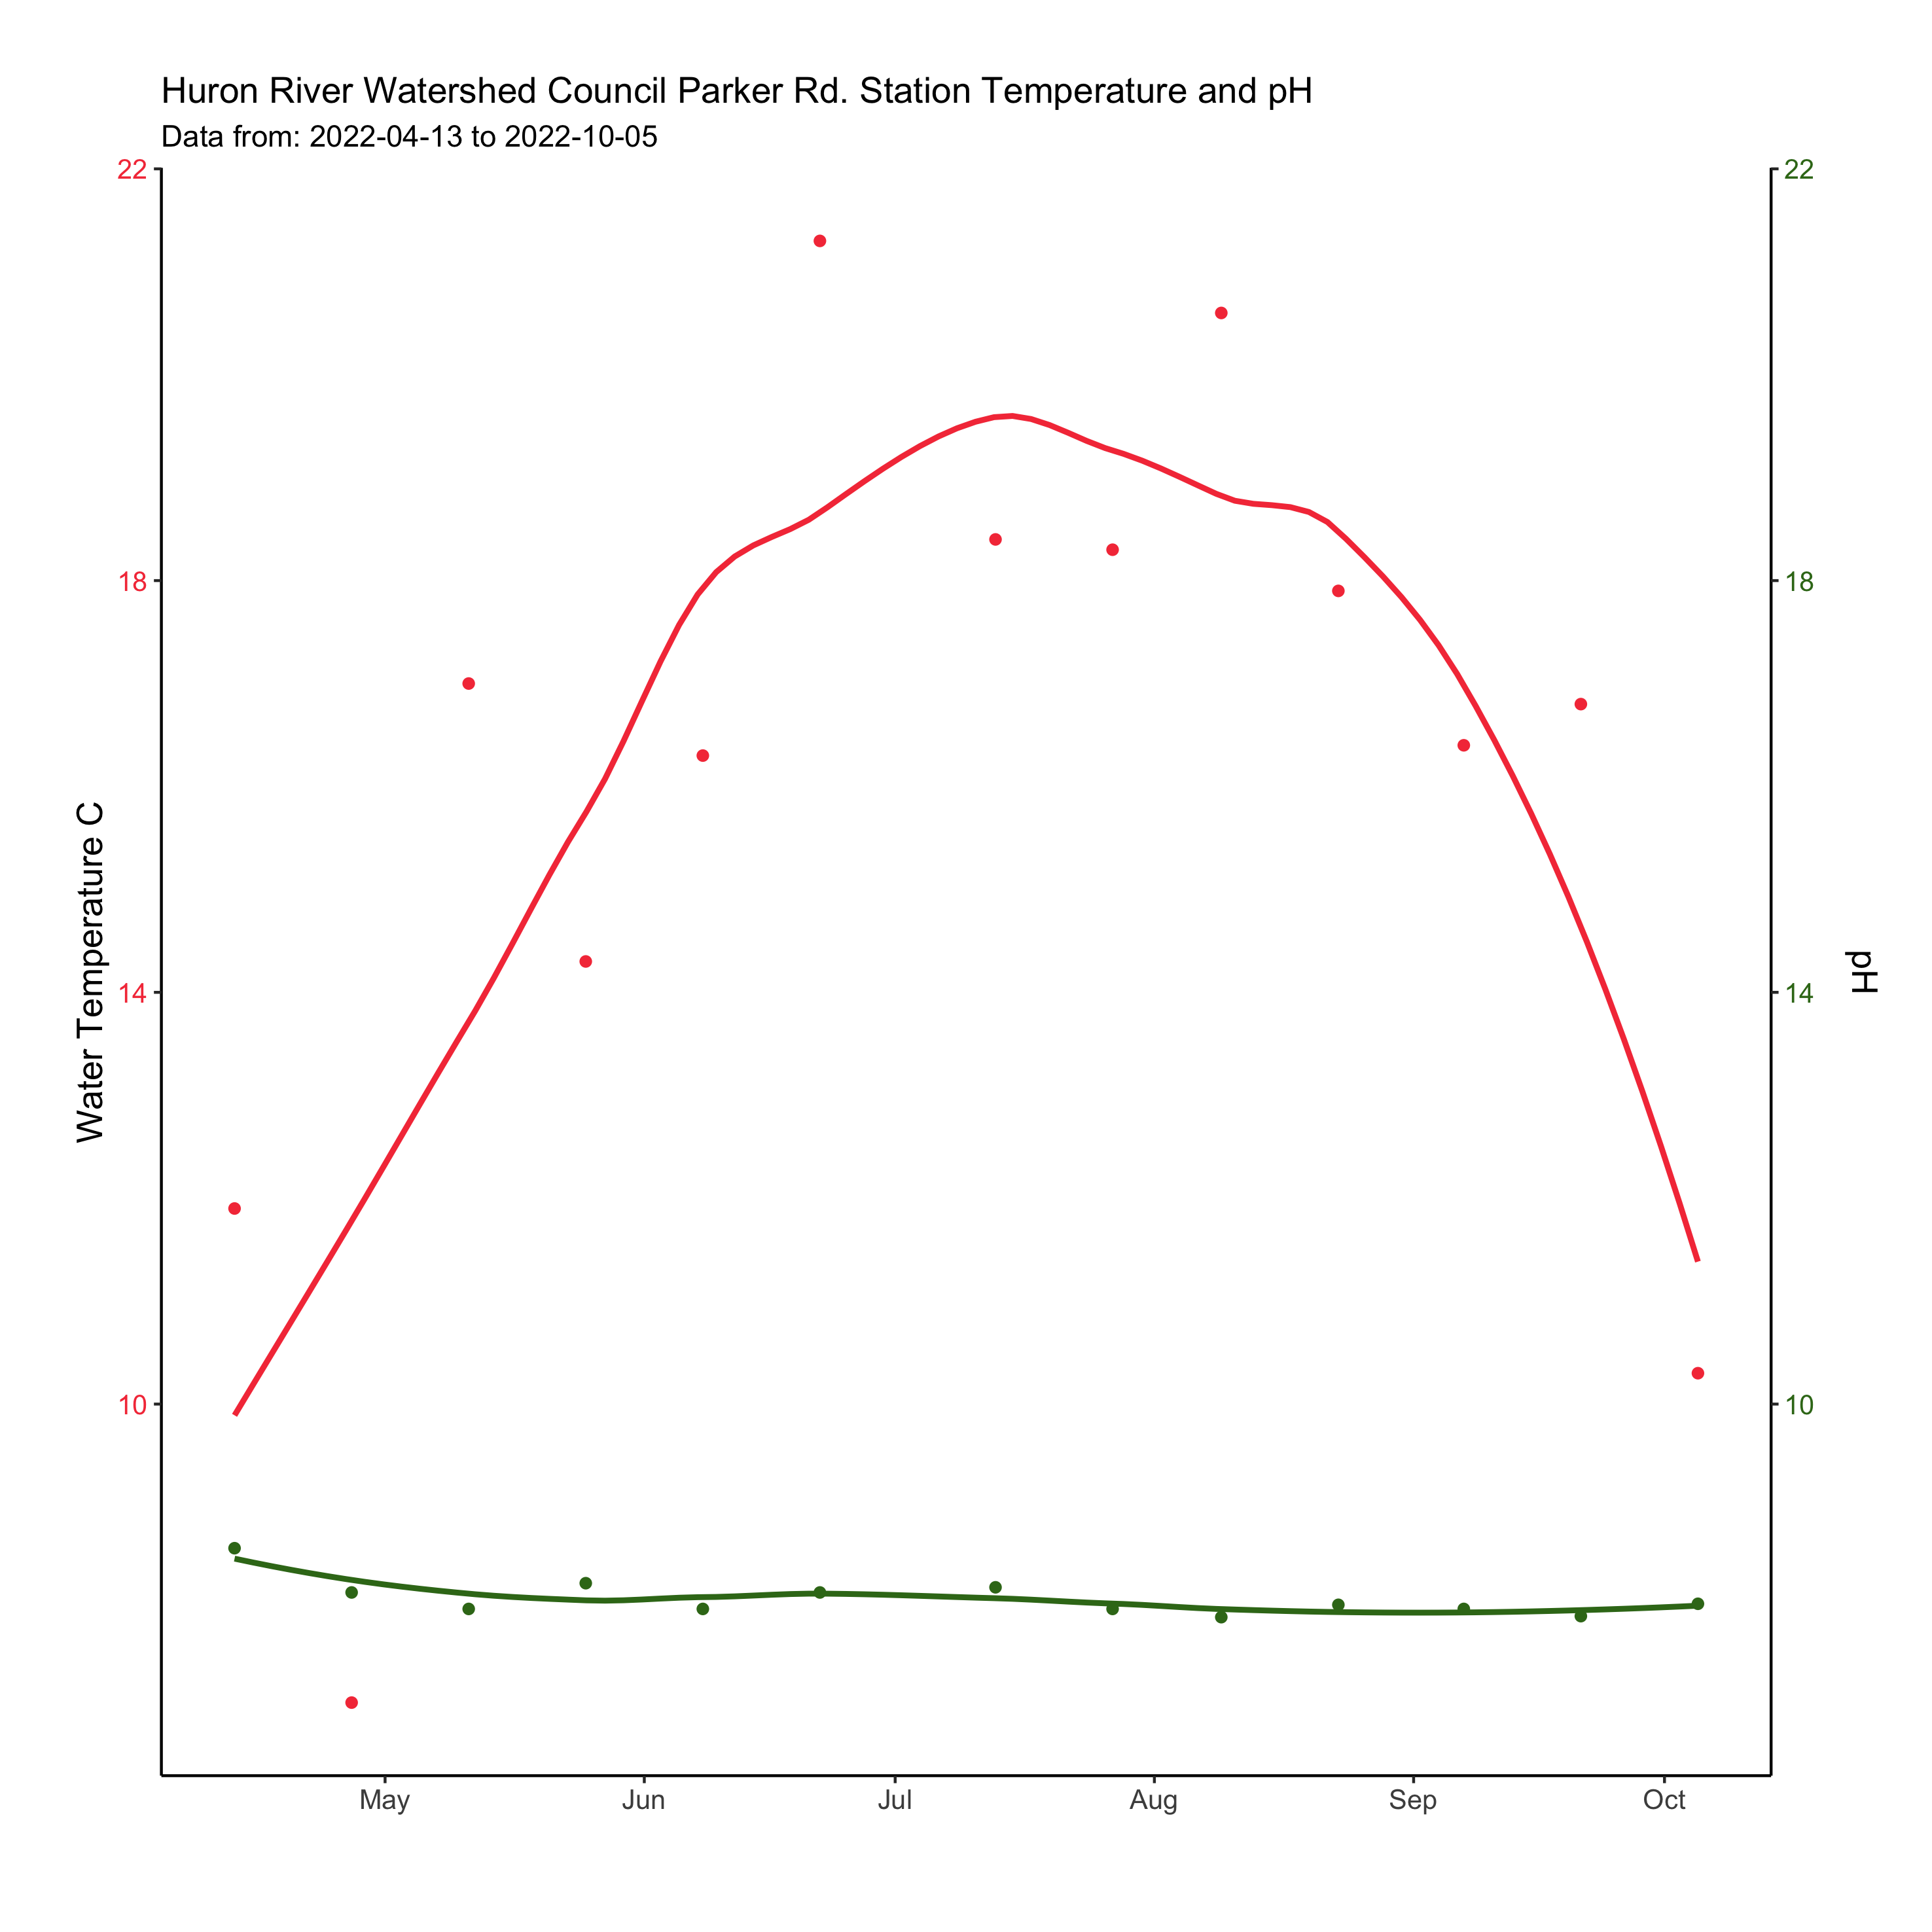 Huron River Watershed Council Parker Rd. Station Temperature and pH
Data from: 2022-04-13 to 2022-10-05
22
18
14
10
Water Temperature C
22
18
14
10
pH
May Jun Jul Aug Sep Oct